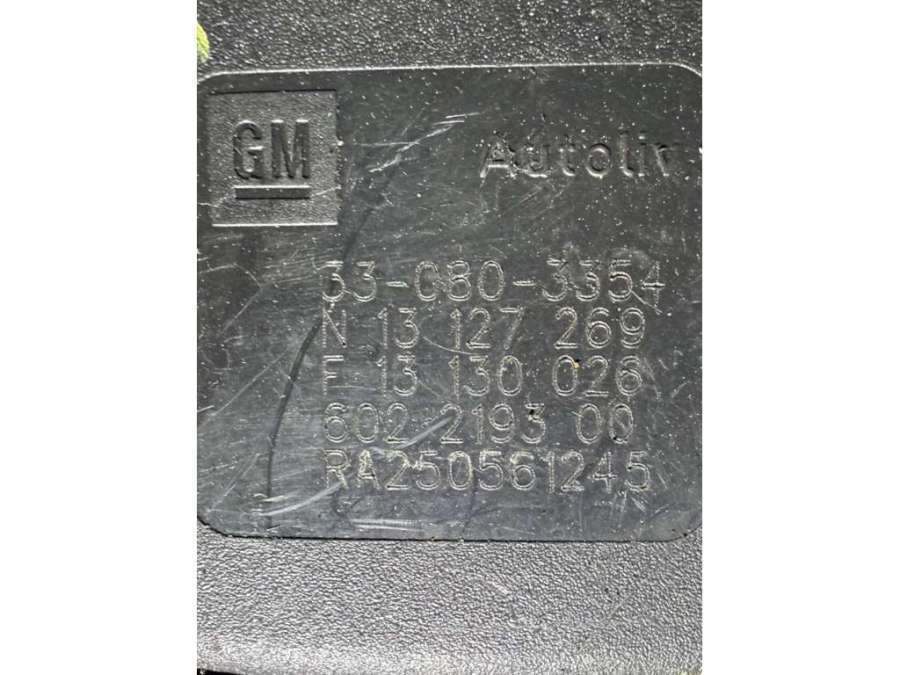 GM
Autoliv.
33-080-3354
N 13 127 269
F 13 130 026
602 2193 00
RA250561245